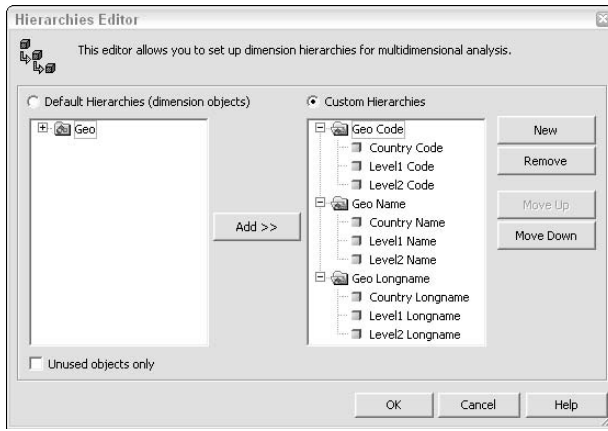 Hierarchies Editor
This editor allows you to set up dimension hierarchies for multidimensional analysis.
Default Hierarchies (dimension objects)
Geo
Add >>
Custom Hierarchies
Geo Code
Country Code
Level1 Code
Level2 Code
Geo Name
Country Name
Level1 Name
Level2 Name
Geo Longname
Country Longname
Level1 Longname
Level2 Longname
New
Remove
Move Up
Move Down
Unused objects only
OK
Cancel
Help